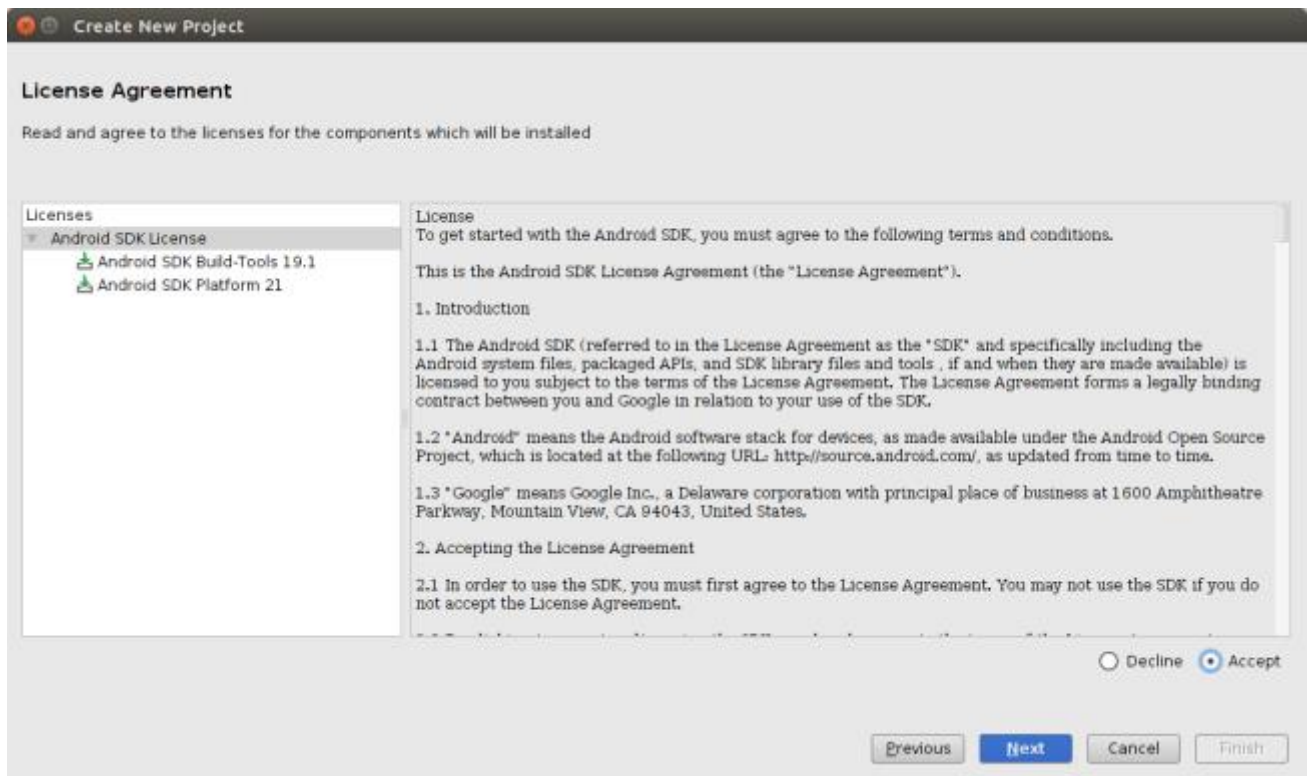 Create New Project
License Agreement
Read and agree to the licenses for the components which will be installed
Licenses
Android SDK License
Android SDK Build-Tools 19.1
Android SDK Platform 21
License
To get started with the Android SDK, you must agree to the following terms and conditions.
This is the Android SDK License Agreement (the "License Agreement").
1. Introduction
1.1 The Android SDK (referred to in the License Agreement as the "SDK" and specifically including the
Android system files, packaged APIs, and SDK library files and tools , if and when they are made available) is
licensed to you subject to the terms of the License Agreement. The License Agreement forms a legally binding
contract between you and Google in relation to your use of the SDK.
1.2 "Android" means the Android software stack for devices, as made available under the Android Open Source
Project, which is located at the following URL: http://source.android.com/, as updated from time to time.
1.3 "Google" means Google Inc., a Delaware corporation with principal place of business at 1600 Amphitheatre
Parkway, Mountain View, CA 94043, United States.
2. Accepting the License Agreement
2.1 In order to use the SDK, you must first agree to the License Agreement. You may not use the SDK if you do
not accept the License Agreement.
Decline Accept
Previous Next Cancel Finish